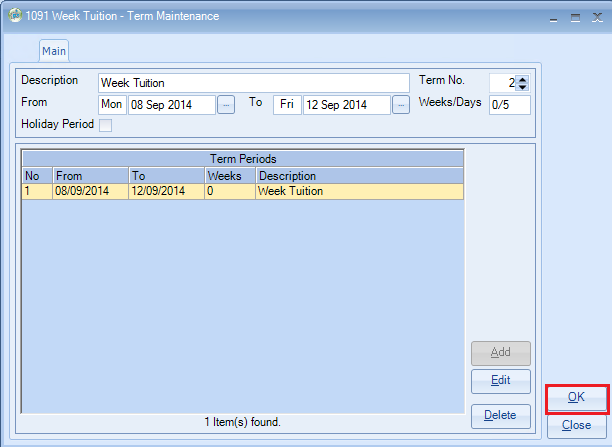 1091 Week Tuition - Term Maintenance
Main
Description Week Tuition Term No. 2
From Mon 08 Sep 2014 ... To Fri 12 Sep 2014 ... Weeks/Days 0/5
Holiday Period
Term Periods
No From To Weeks Description
1 08/09/2014 12/09/2014 0 Week Tuition
Add
Edit
OK
Delete
1 Item(s) found.
Close